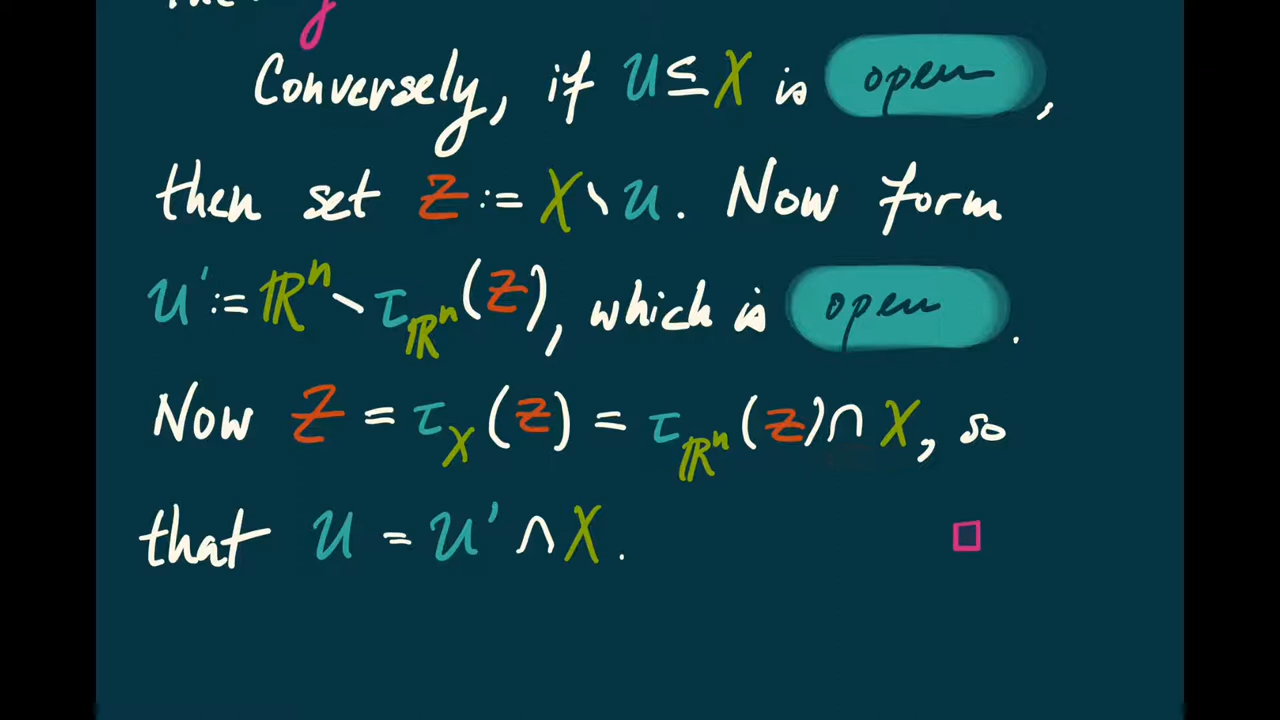 Conversely, if U ⊆ X is open,
then set Z := X \ U. Now form
U' := ℝⁿ \ τ_ℝⁿ(Z), which is open.
Now Z = τ_X(Z) = τ_ℝⁿ(Z) ∩ X, so
that U = U' ∩ X. □